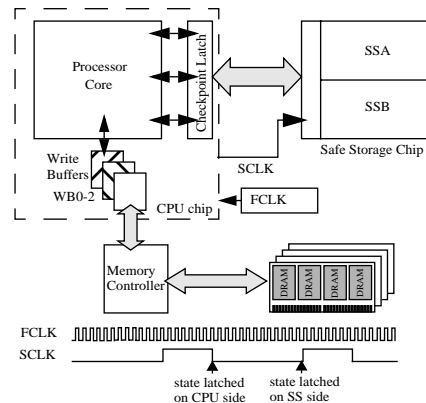 Processor
Core
Checkpoint Latch
SSA
SSB
Safe Storage Chip
SCLK
Write
Buffers
WB0-2
CPU chip
FCLK
Memory
Controller
DRAM
DRAM
DRAM
DRAM
FCLK
SCLK
state latched
on CPU side
state latched
on SS side